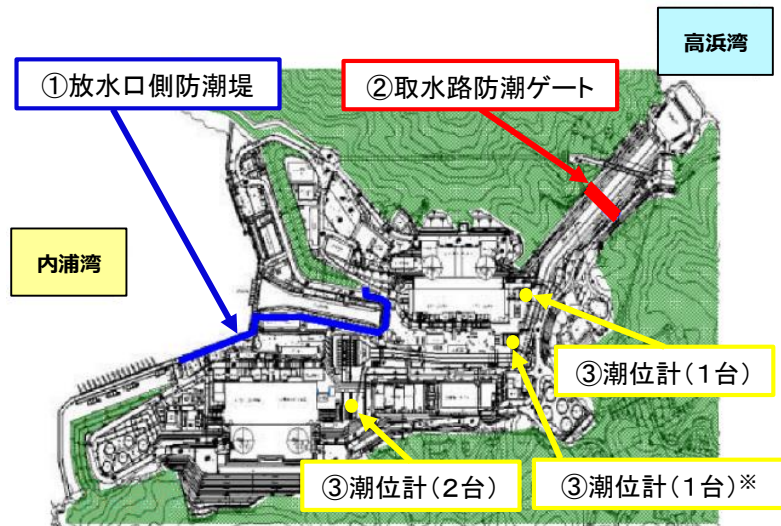 高浜湾
①放水口側防潮堤
②取水路防潮ゲート
内浦湾
③潮位計(1台)
③潮位計(2台)
③潮位計(1台)※